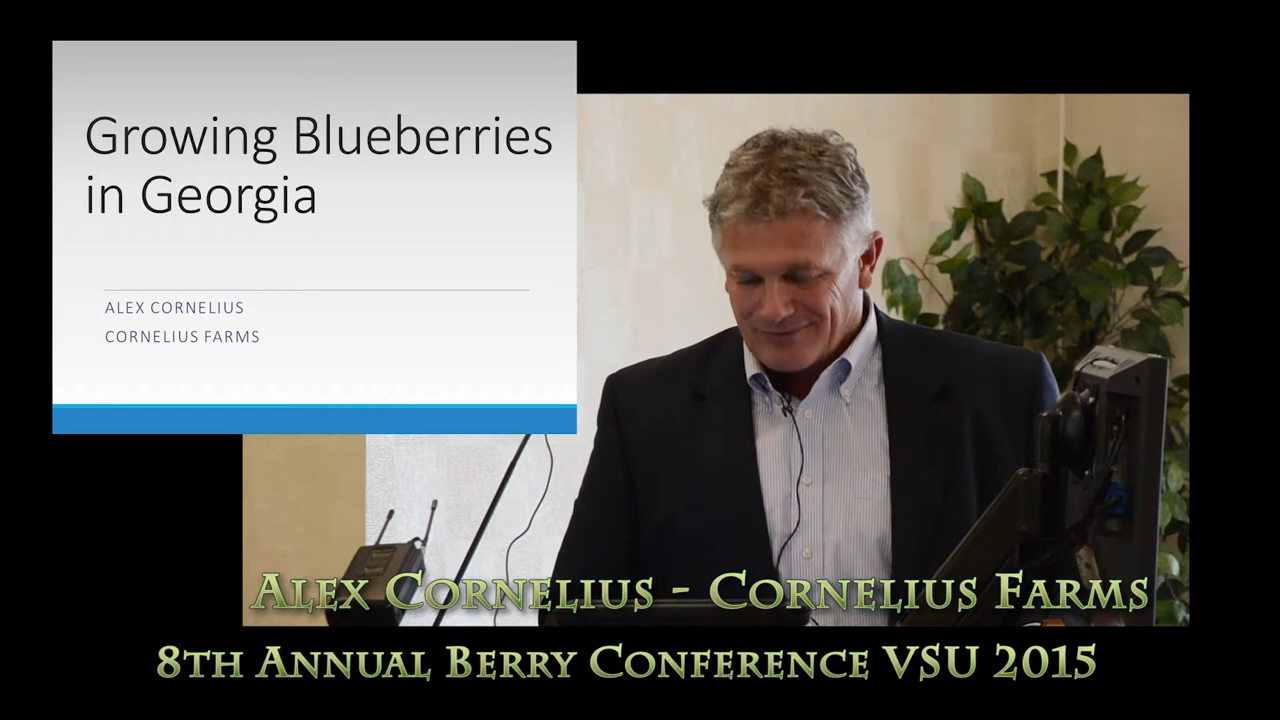 Growing Blueberries
in Georgia
ALEX CORNELIUS
CORNELIUS FARMS
ALEX CORNELIUS - CORNELIUS FARMS
8TH ANNUAL BERRY CONFERENCE VSU 2015